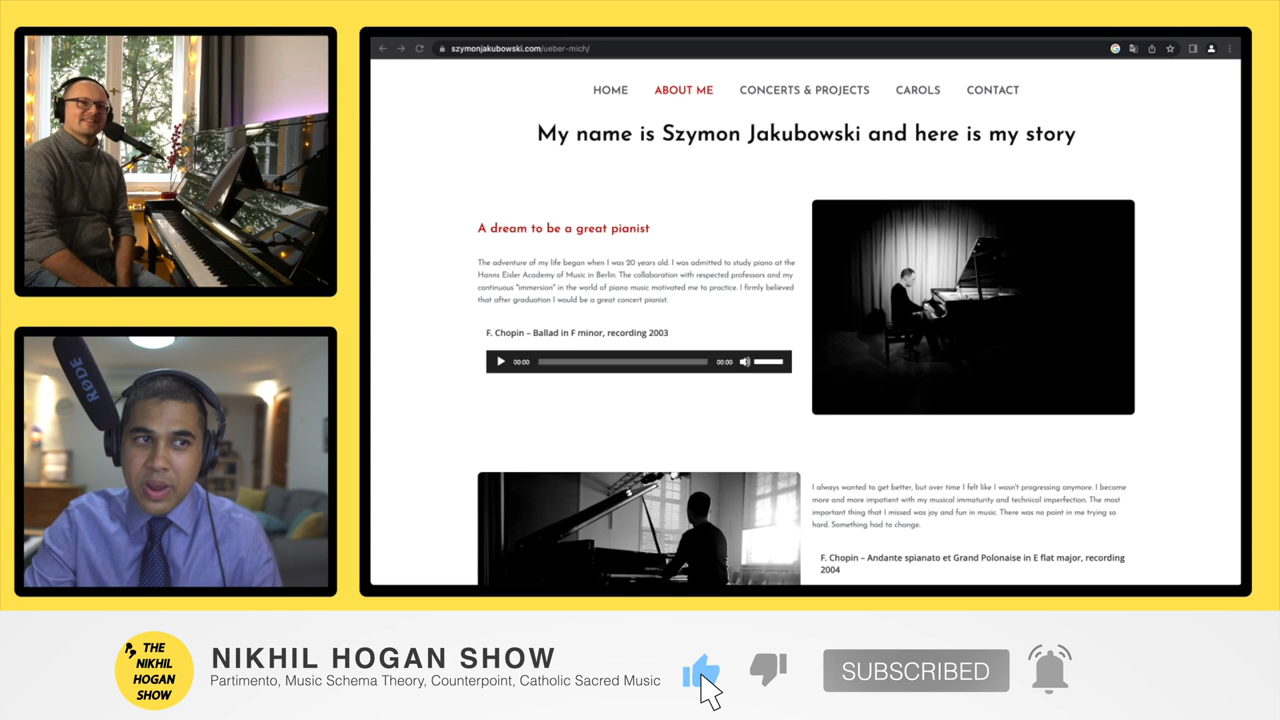 szymonjakubowski.com/ueber-mich/
HOME ABOUT ME CONCERTS & PROJECTS CAROLS CONTACT
My name is Szymon Jakubowski and here is my story
A dream to be a great pianist
The adventure of my life began when I was 20 years old. I was admitted to study piano at the
Hanns Eisler Academy of Music in Berlin. The collaboration with respected professors and my
continuous "immersion" in the world of piano music motivated me to practice. I firmly believed
that after graduation I would be a great concert pianist.
F. Chopin – Ballad in F minor, recording 2003
00:00 00:00
I always wanted to get better, but over time I felt like I wasn't progressing anymore. I became
more and more impatient with my musical immaturity and technical imperfection. The most
important thing that I missed was joy and fun in music. There was no point in me trying so
hard. Something had to change.
F. Chopin – Andante spianato et Grand Polonaise in E flat major, recording
2004
RØDE
THE
NIKHIL
HOGAN
SHOW
NIKHIL HOGAN SHOW
Partimento, Music Schema Theory, Counterpoint, Catholic Sacred Music
SUBSCRIBED